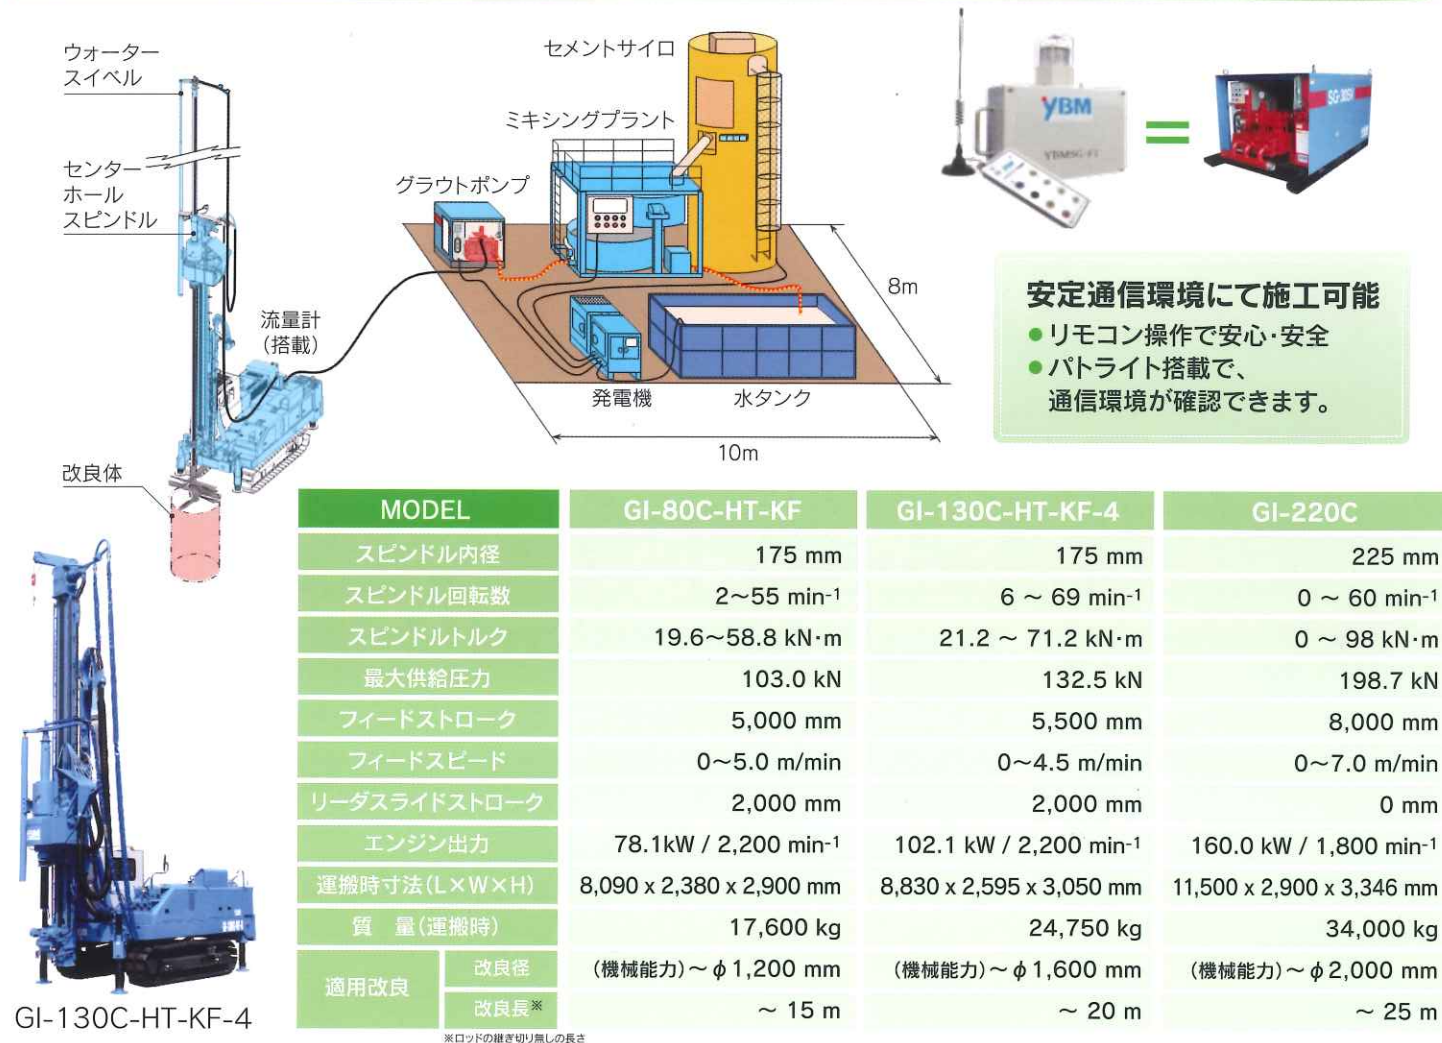 ウォーター
スイベル
センター
ホール
スピンドル
セメントサイロ
ミキシングプラント
グラウトポンプ
流量計
(搭載)
発電機
水タンク
8m
10m
改良体
YBM
YBM
安定通信環境にて施工可能
●リモコン操作で安心・安全
●パトライト搭載で、
通信環境が確認できます。
MODEL GI-80C-HT-KF GI-130C-HT-KF-4 GI-220C
スピンドル内径 175 mm 175 mm 225 mm
スピンドル回転数 2~55 min-1 6 ~ 69 min-1 0 ~ 60 min-1
スピンドルトルク 19.6~58.8 kN·m 21.2 ~ 71.2 kN·m 0 ~ 98 kN·m
最大供給圧力 103.0 kN 132.5 kN 198.7 kN
フィードストローク 5,000 mm 5,500 mm 8,000 mm
フィードスピード 0~5.0 m/min 0~4.5 m/min 0~7.0 m/min
リーダスライドストローク 2,000 mm 2,000 mm 0 mm
エンジン出力 78.1kW / 2,200 min-1 102.1 kW / 2,200 min-1 160.0 kW / 1,800 min-1
運搬時寸法(L×W×H) 8,090 x 2,380 x 2,900 mm 8,830 x 2,595 x 3,050 mm 11,500 x 2,900 x 3,346 mm
質 量(運搬時) 17,600 kg 24,750 kg 34,000 kg
適用改良 改良径 (機械能力)~φ1,200 mm (機械能力)~φ1,600 mm (機械能力)~φ2,000 mm
改良長※ ~ 15 m ~ 20 m ~ 25 m
※ロッドの継ぎ切り無しの長さ
GI-130C-HT-KF-4